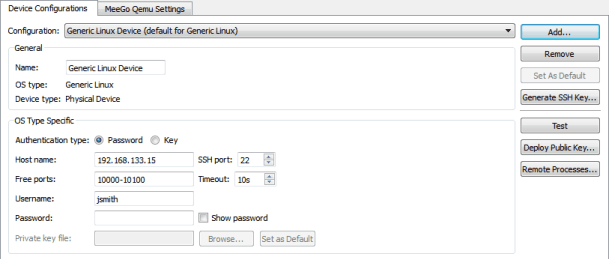 Device Configurations
MeeGo Qemu Settings
Configuration: Generic Linux Device (default for Generic Linux)
Add...
General
Remove
Name: Generic Linux Device
Set As Default
OS type: Generic Linux
Device type: Physical Device
Generate SSH Key...
OS Type Specific
Test
Authentication type: Password Key
Deploy Public Key...
Host name: 192.168.133.15 SSH port: 22
Remote Processes...
Free ports: 10000-10100 Timeout: 10s
Username: jsmith
Password: Show password
Private key file: Browse... Set as Default